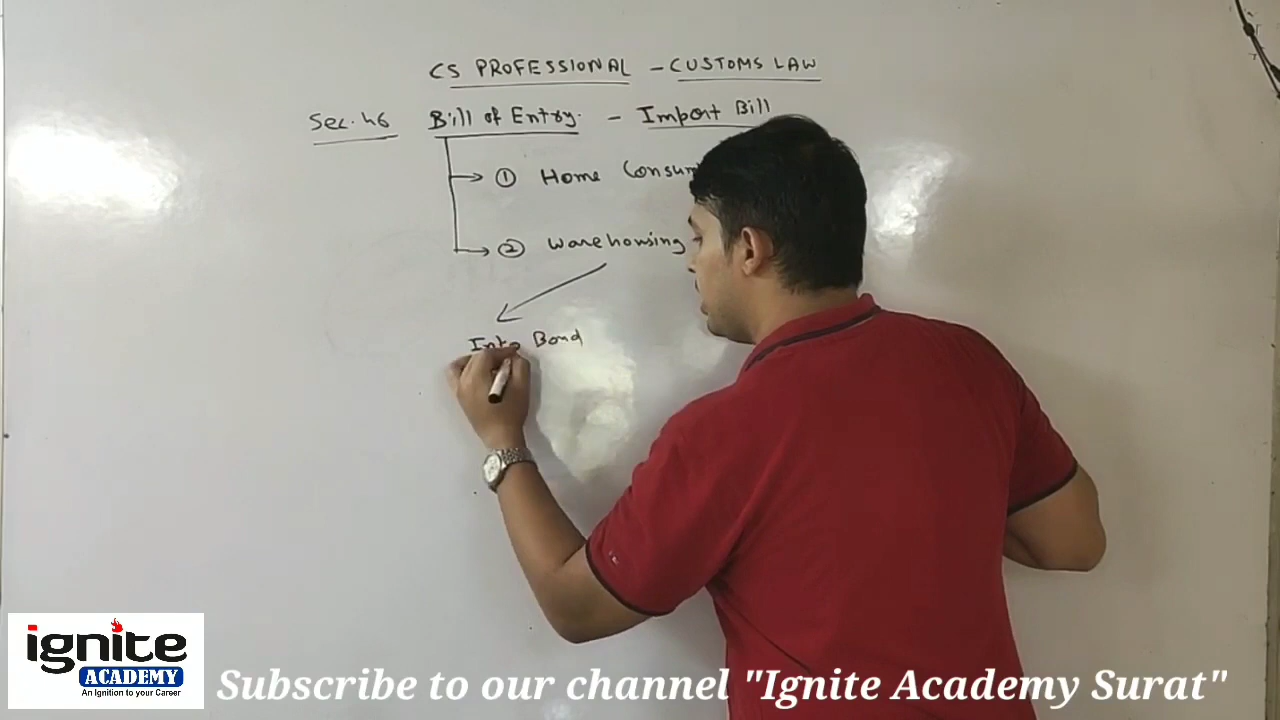 CS PROFESSIONAL - CUSTOMS LAW
Sec. 46 Bill of Entry. - Import Bill
① Home Consum
② Warehousing
Into Bond
ignite
ACADEMY
An Ignition to your Career
Subscribe to our channel "Ignite Academy Surat"